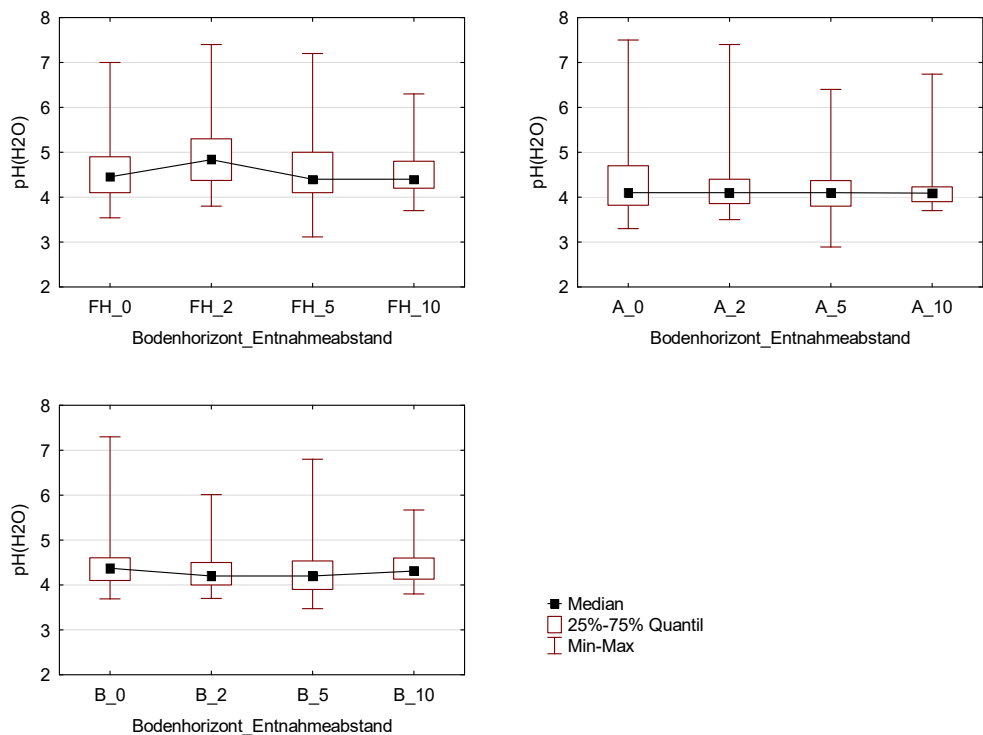 8
7
6
5
4
3
2
pH(H2O)
FH_0 FH_2 FH_5 FH_10
Bodenhorizont_Entnahmeabstand
8
7
6
5
4
3
2
pH(H2O)
A_0 A_2 A_5 A_10
Bodenhorizont_Entnahmeabstand
8
7
6
5
4
3
2
pH(H2O)
B_0 B_2 B_5 B_10
Bodenhorizont_Entnahmeabstand
Median
25%-75% Quantil
Min-Max